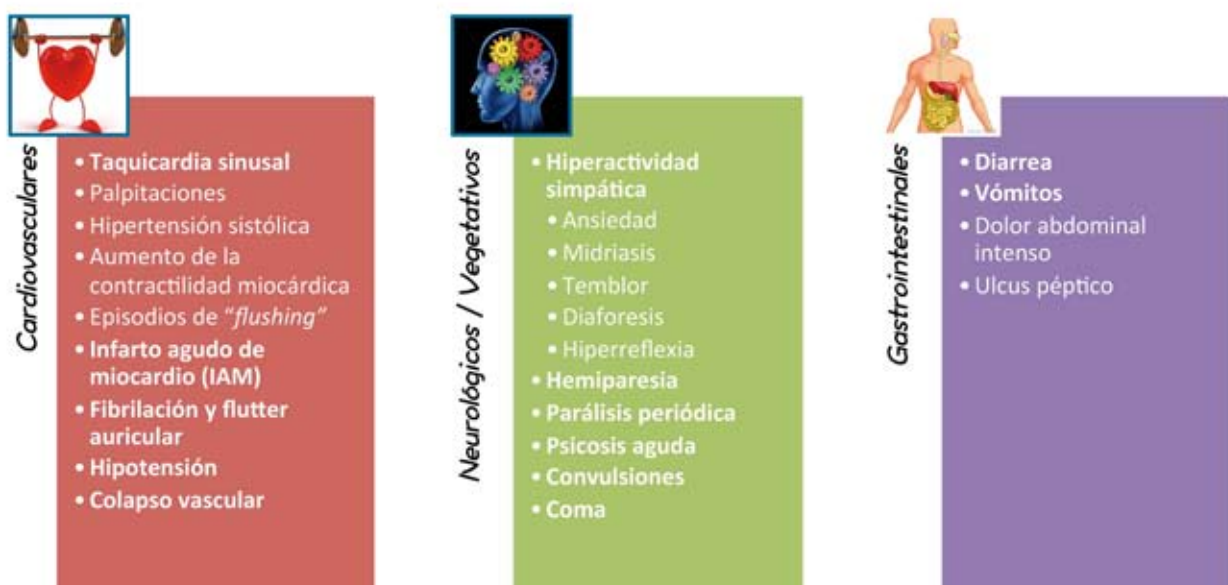 Cardiovasculares
• Taquicardia sinusal
• Palpitaciones
• Hipertensión sistólica
• Aumento de la
contractilidad miocárdica
• Episodios de “flushing”
• Infarto agudo de
miocardio (IAM)
• Fibrilación y flutter
auricular
• Hipotensión
• Colapso vascular
Neurológicos / Vegetativos
• Hiperactividad
simpática
• Ansiedad
• Midriasis
• Temblor
• Diaforesis
• Hiperreflexia
• Hemiparesia
• Parálisis periódica
• Psicosis aguda
• Convulsiones
• Coma
Gastrointestinales
• Diarrea
• Vómitos
• Dolor abdominal
intenso
• Ulcus péptico